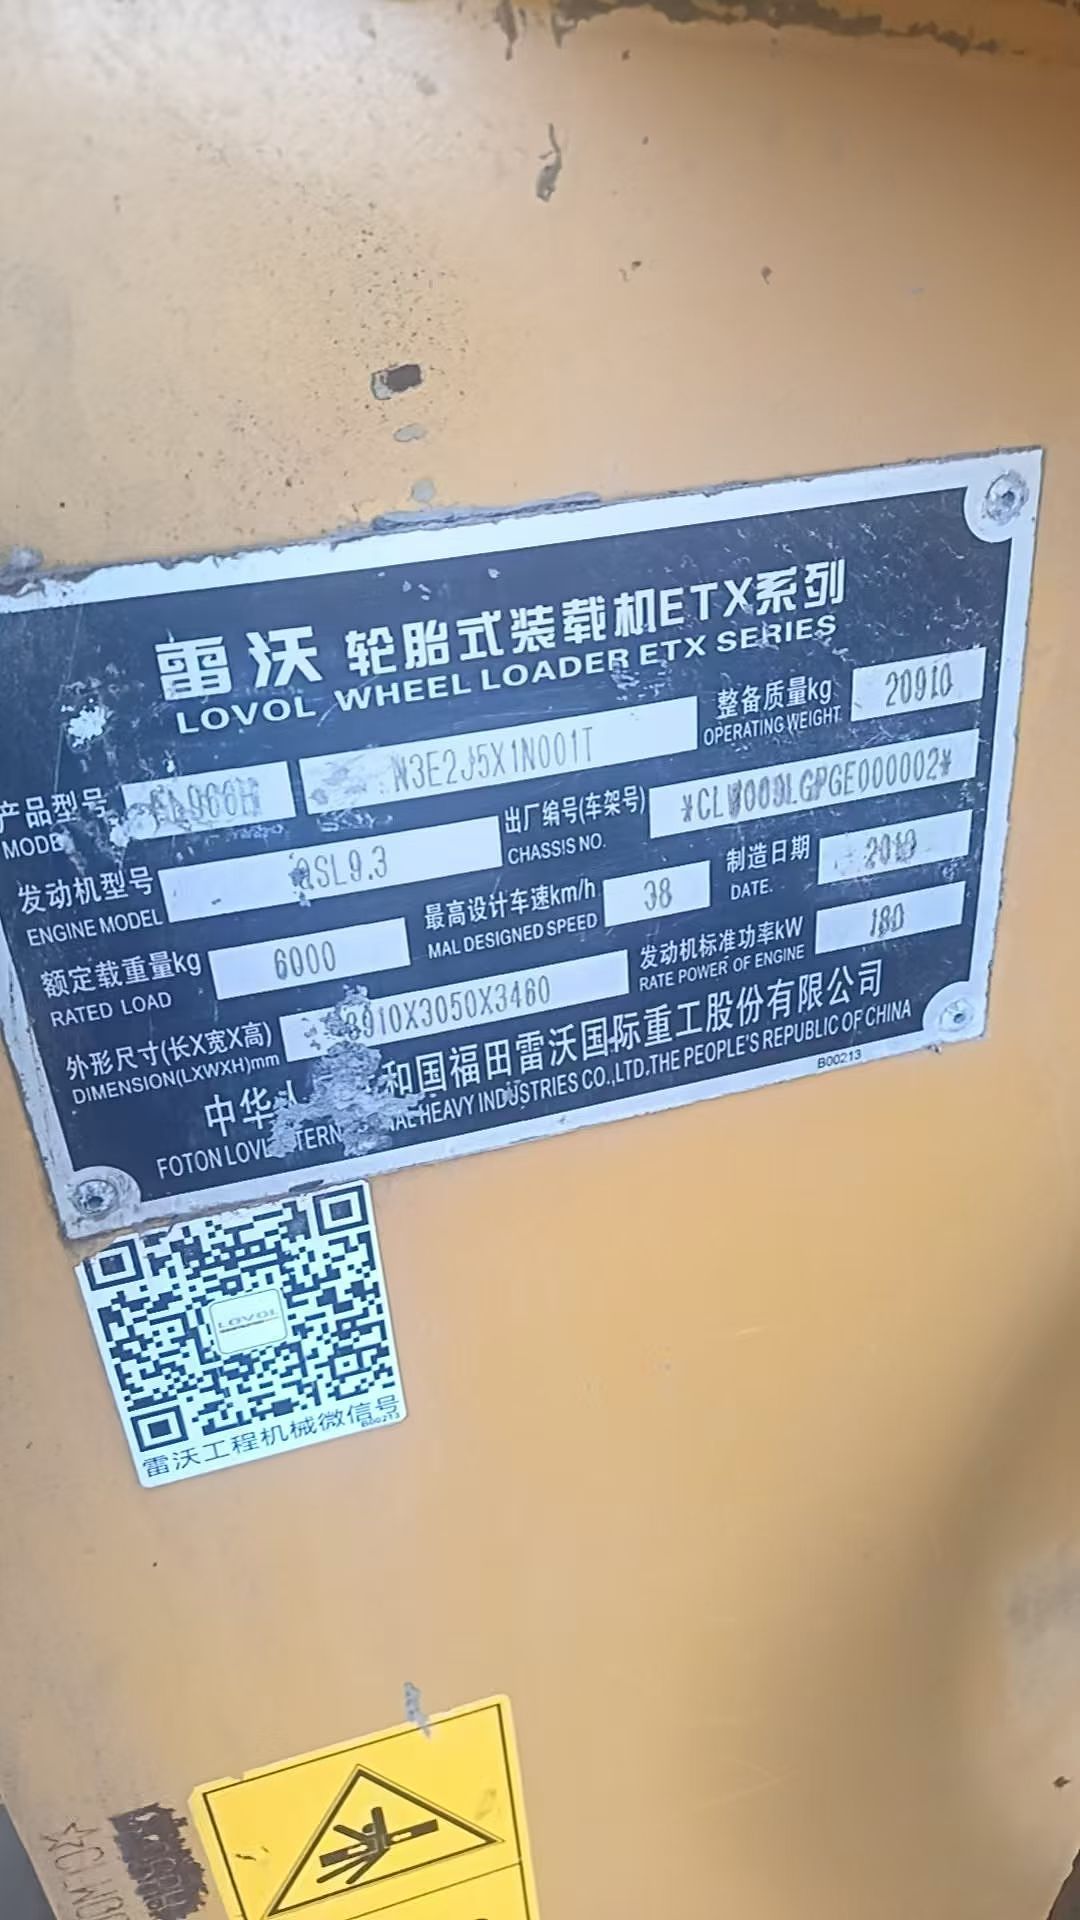 雷沃 轮胎式装载机ETX系列
LOVOL WHEEL LOADER ETX SERIES
产品型号 N3E2J5X1N001T 整备质量kg 20910
OPERATING WEIGHT
发动机型号 QSL9.3 出厂编号(车架号)
ENGINE MODEL CHASSIS NO.
额定载重量kg 6000 最高设计车速km/h 38 制造日期
RATED LOAD MAL DESIGNED SPEED DATE.
外形尺寸(长X宽X高) 910X3050X3460 发动机标准功率kW 180
DIMENSION(LXWXH)mm RATE POWER OF ENGINE
中华 和国福田雷沃国际重工股份有限公司
FOTON HEAVY INDUSTRIES CO.,LTD.THE PEOPLE'S REPUBLIC OF CHINA
B00213
LOVOL
雷沃工程机械微信号
B00213